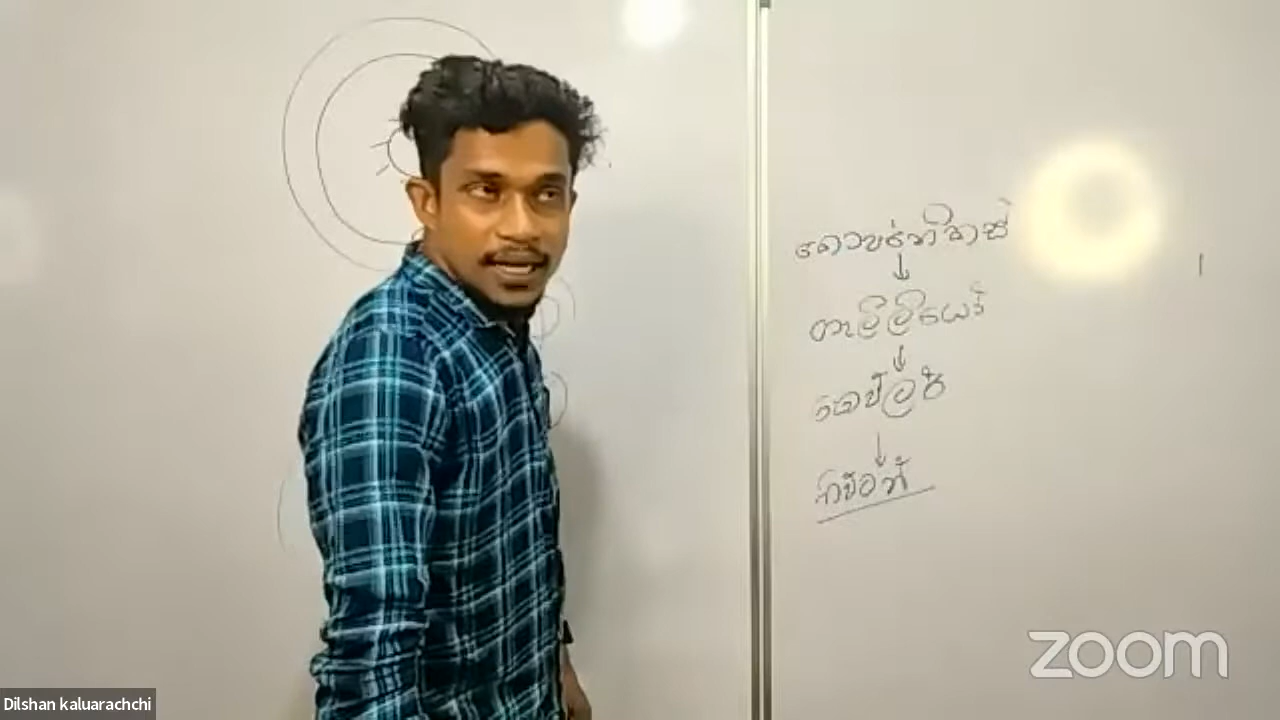 කොපර්නිකස්
↓
ගැලීලියෝ
↓
කෙප්ලර්
↓
නිව්ටන්
zoom
Dilshan kaluarachchi